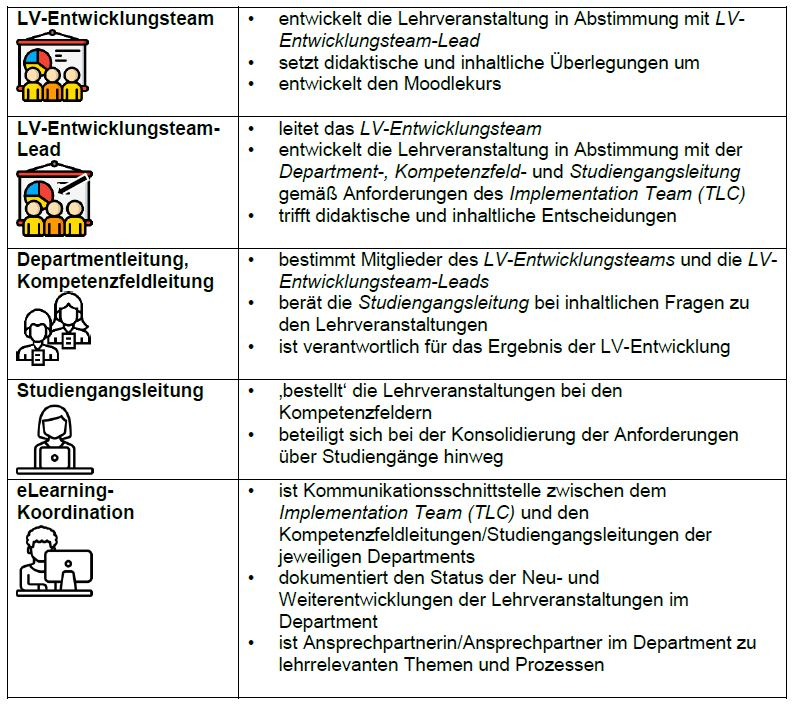 LV-Entwicklungsteam
• entwickelt die Lehrveranstaltung in Abstimmung mit LV-
Entwicklungsteam-Lead
• setzt didaktische und inhaltliche Überlegungen um
• entwickelt den Moodlekurs
LV-Entwicklungsteam-
Lead
• leitet das LV-Entwicklungsteam
• entwickelt die Lehrveranstaltung in Abstimmung mit der
Department-, Kompetenzfeld- und Studiengangsleitung
gemäß Anforderungen des Implementation Team (TLC)
• trifft didaktische und inhaltliche Entscheidungen
Departmentleitung,
Kompetenzfeldleitung
• bestimmt Mitglieder des LV-Entwicklungsteams und die LV-
Entwicklungsteam-Leads
• berät die Studiengangsleitung bei inhaltlichen Fragen zu
den Lehrveranstaltungen
• ist verantwortlich für das Ergebnis der LV-Entwicklung
Studiengangsleitung
• ‚bestellt‘ die Lehrveranstaltungen bei den
Kompetenzfeldern
• beteiligt sich bei der Konsolidierung der Anforderungen
über Studiengänge hinweg
eLearning-
Koordination
• ist Kommunikationsschnittstelle zwischen dem
Implementation Team (TLC) und den
Kompetenzfeldleitungen/Studiengangsleitungen der
jeweiligen Departments
• dokumentiert den Status der Neu- und
Weiterentwicklungen der Lehrveranstaltungen im
Department
• ist Ansprechpartnerin/Ansprechpartner im Department zu
lehrrelevanten Themen und Prozessen